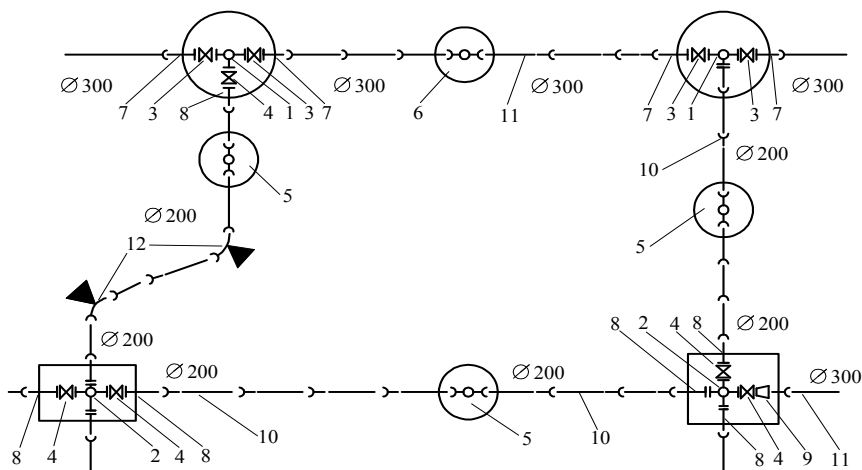 ∅ 300 ∅ 300 ∅ 300 ∅ 300
7 3 8 4 1 3 7 6 11 7 3 1 3 7
10 ∅ 200
5
∅ 200 5
12
∅ 200 8 2 4 8 ∅ 200
∅ 200 ∅ 200 ∅ 300
8 4 2 4 8 10 5 10 8 4 9 11